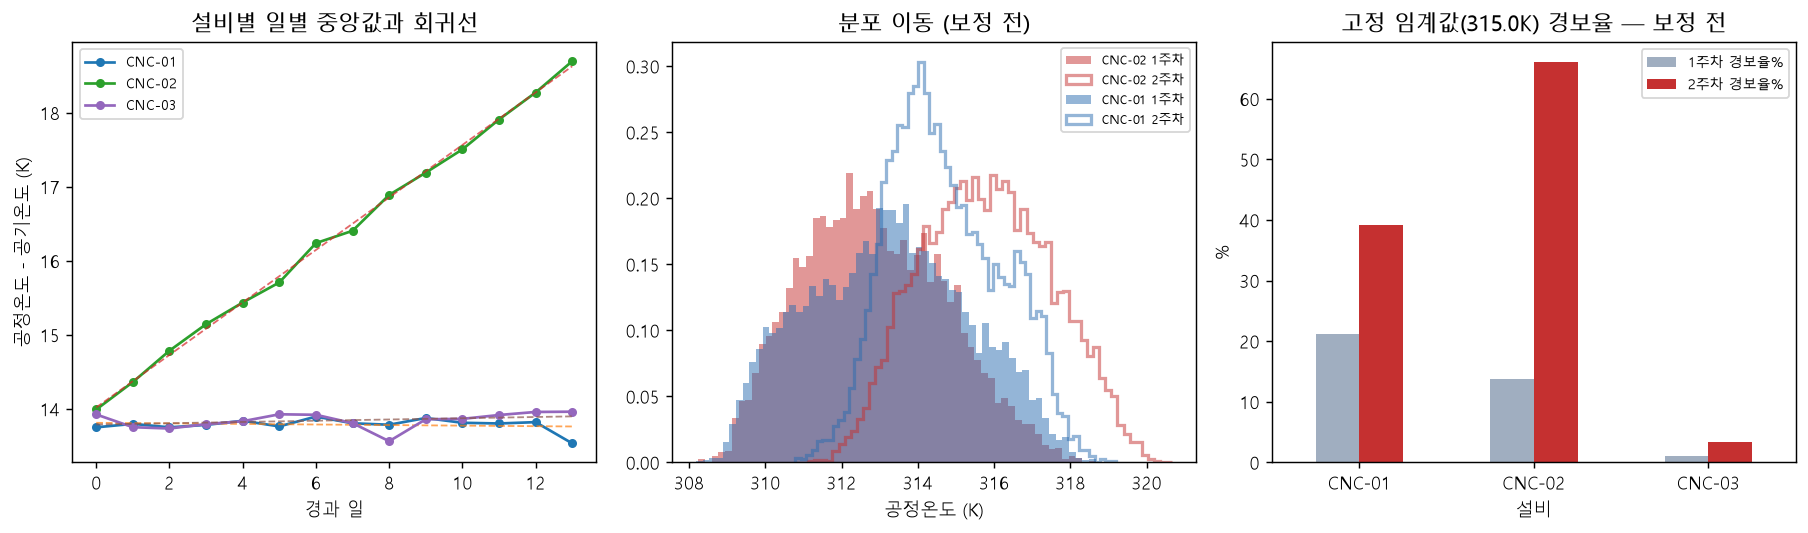 설비별 일별 중앙값과 회귀선
CNC-01
CNC-02
CNC-03
공정온도 - 공기온도 (K)
18
17
16
15
14
0 2 4 6 8 10 12
경과 일
분포 이동 (보정 전)
CNC-02 1주차
CNC-02 2주차
CNC-01 1주차
CNC-01 2주차
0.30
0.25
0.20
0.15
0.10
0.05
0.00
308 310 312 314 316 318 320
공정온도 (K)
고정 임계값(315.0K) 경보율 — 보정 전
1주차 경보율%
2주차 경보율%
%
60
50
40
30
20
10
0
CNC-01 CNC-02 CNC-03
설비